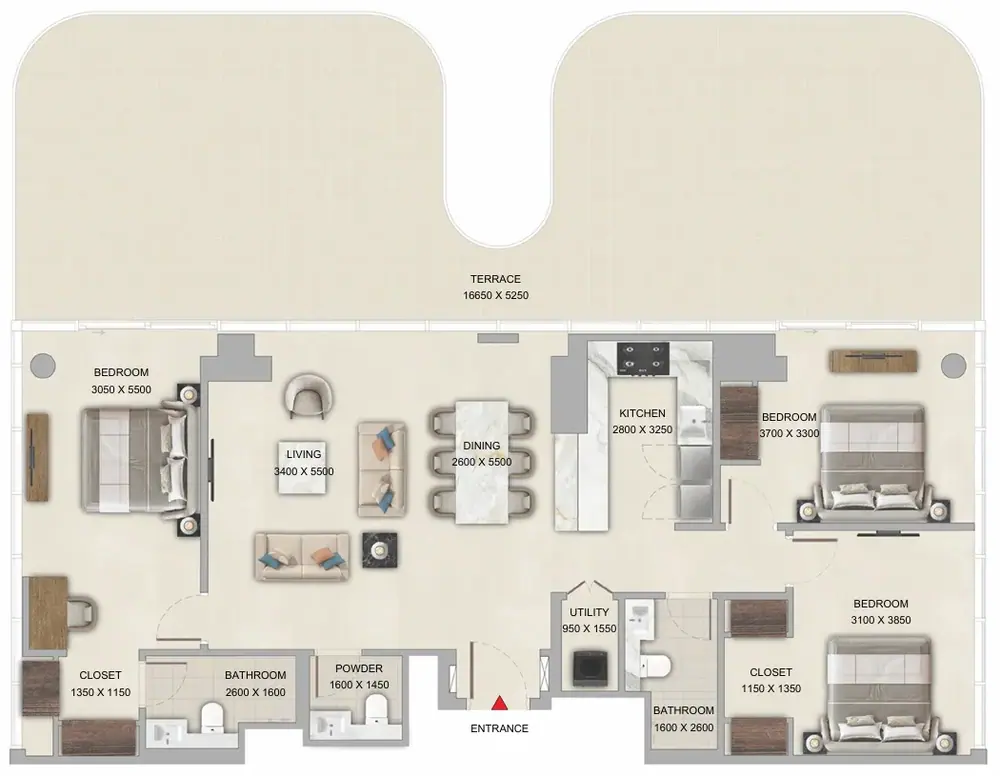 TERRACE
16650 X 5250
BEDROOM
3050 X 5500
LIVING
3400 X 5500
DINING
2600 X 5500
KITCHEN
2800 X 3250
BEDROOM
3700 X 3300
UTILITY
950 X 1550
BEDROOM
3100 X 3850
CLOSET
1350 X 1150
BATHROOM
2600 X 1600
POWDER
1600 X 1450
ENTRANCE
BATHROOM
1600 X 2600
CLOSET
1150 X 1350